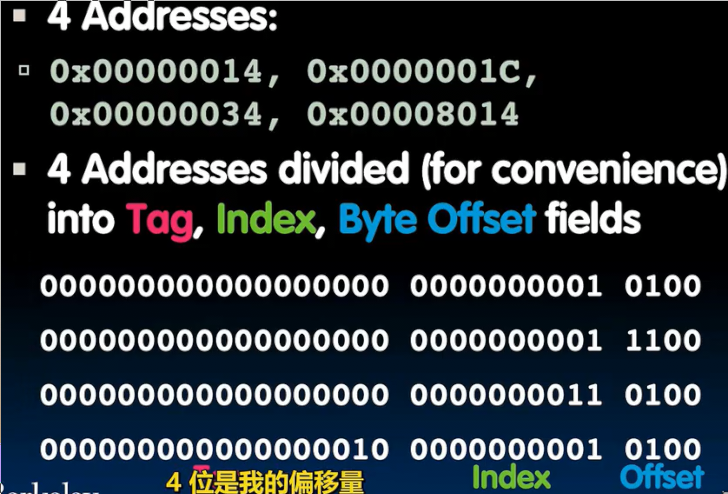 4 Addresses:
0x00000014, 0x0000001C,
0x00000034, 0x00008014
4 Addresses divided (for convenience)
into Tag, Index, Byte Offset fields
000000000000000000 0000000001 0100
000000000000000000 0000000001 1100
000000000000000000 0000000011 0100
000000000000000010 0000000001 0100
4 位是我的偏移量 Index Offset